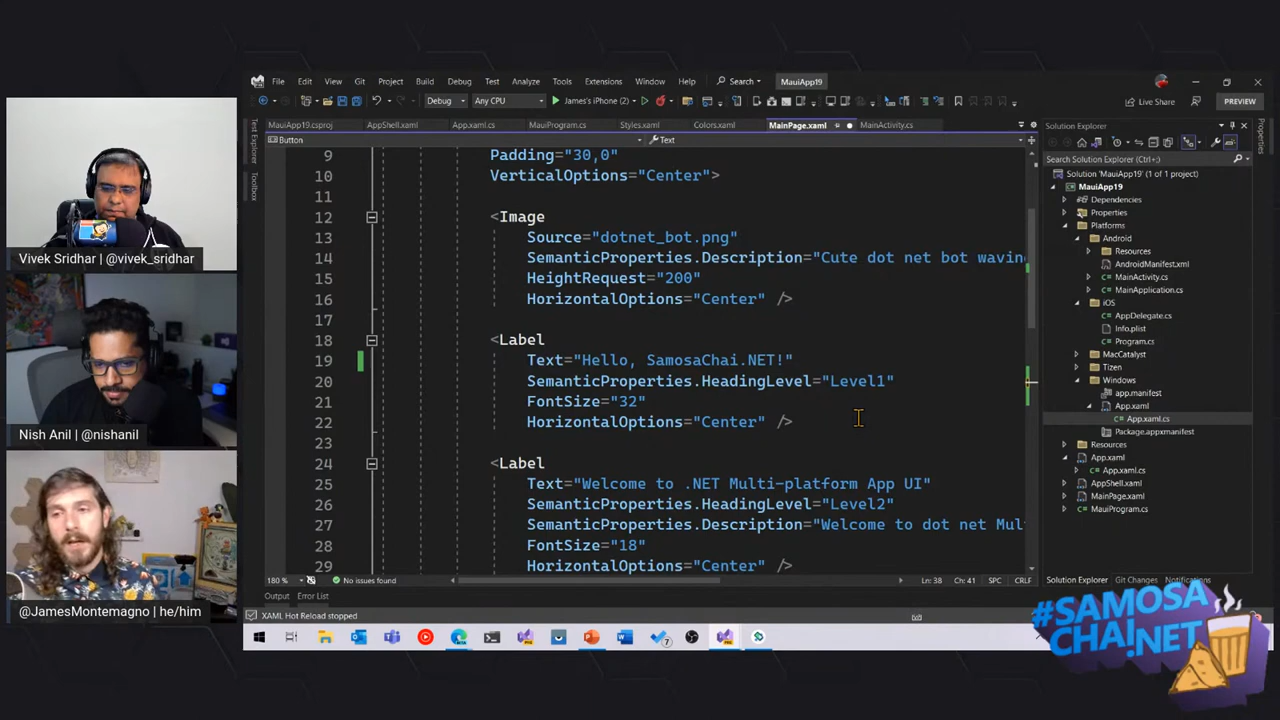 File Edit View Git Project Build Debug Test Analyze Tools Extensions Window Help Search MauiApp19
Debug Any CPU James's iPhone (2) Live Share PREVIEW
MauiApp19.csproj AppShell.xaml App.xaml.cs MauiProgram.cs Styles.xaml Colors.xaml MainPage.xaml MainActivity.cs
Button Text
Test Explorer
Toolbox
9 Padding="30,0"
10 VerticalOptions="Center">
11
12 <Image
13 Source="dotnet_bot.png"
14 SemanticProperties.Description="Cute dot net bot wavin
15 HeightRequest="200"
16 HorizontalOptions="Center" />
17
18 <Label
19 Text="Hello, SamosaChai.NET!"
20 SemanticProperties.HeadingLevel="Level1"
21 FontSize="32"
22 HorizontalOptions="Center" />
23
24 <Label
25 Text="Welcome to .NET Multi-platform App UI"
26 SemanticProperties.HeadingLevel="Level2"
27 SemanticProperties.Description="Welcome to dot net Mul
28 FontSize="18"
29 HorizontalOptions="Center" />
180 % No issues found Ln: 38 Ch: 41 SPC CRLF
Output Error List
XAML Hot Reload stopped
Solution Explorer
Search Solution Explorer (Ctrl+;)
Solution 'MauiApp19' (1 of 1 project)
MauiApp19
Dependencies
Properties
Platforms
Android
Resources
AndroidManifest.xml
MainActivity.cs
MainApplication.cs
iOS
AppDelegate.cs
Info.plist
Program.cs
MacCatalyst
Tizen
Windows
app.manifest
App.xaml
App.xaml.cs
Package.appxmanifest
Resources
App.xaml
App.xaml.cs
AppShell.xaml
MainPage.xaml
MauiProgram.cs
Solution Explorer Git Changes Notifications
Properties
Vivek Sridhar | @vivek_sridhar
Nish Anil | @nishanil
@JamesMontemagno | he/him
7
#SAMOSA
CHAI.NET